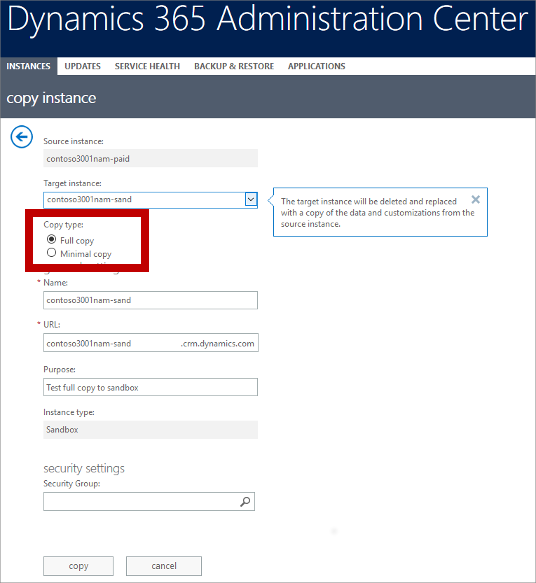 Dynamics 365 Administration Center
INSTANCES UPDATES SERVICE HEALTH BACKUP & RESTORE APPLICATIONS
copy instance
Source instance:
contoso3001nam-paid
Target instance:
contoso3001nam-sand
The target instance will be deleted and replaced
with a copy of the data and customizations from the
source instance.
Copy type:
Full copy
Minimal copy
* Name:
contoso3001nam-sand
* URL:
contoso3001nam-sand .crm.dynamics.com
Purpose:
Test full copy to sandbox
Instance type:
Sandbox
security settings
Security Group:
copy cancel